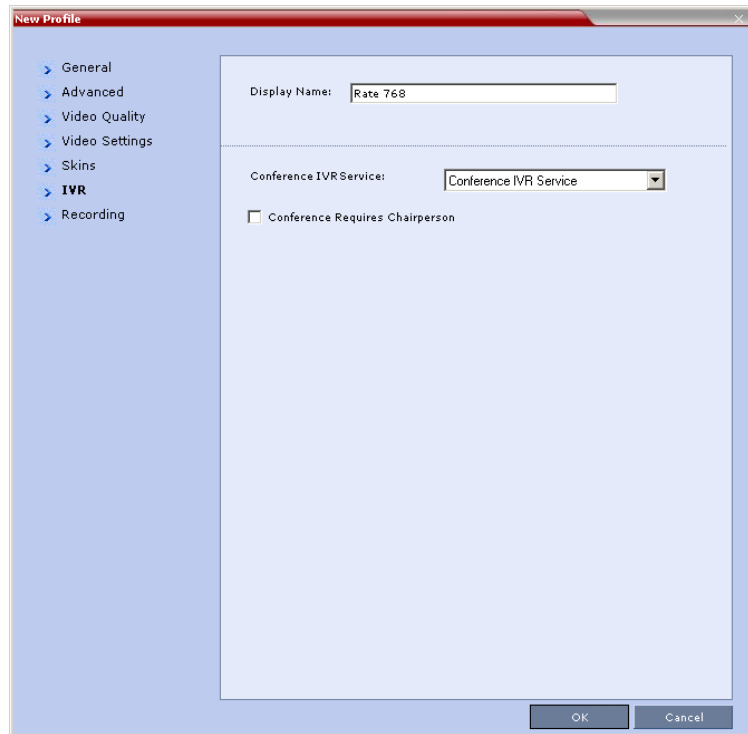 New Profile
General
Advanced
Video Quality
Video Settings
Skins
IVR
Recording
Display Name: Rate 768
Conference IVR Service: Conference IVR Service
Conference Requires Chairperson
OK Cancel